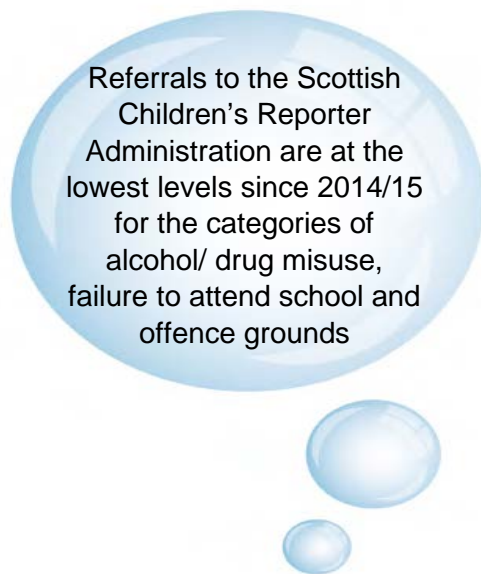 Referrals to the Scottish
Children’s Reporter
Administration are at the
lowest levels since 2014/15
for the categories of
alcohol/ drug misuse,
failure to attend school and
offence grounds